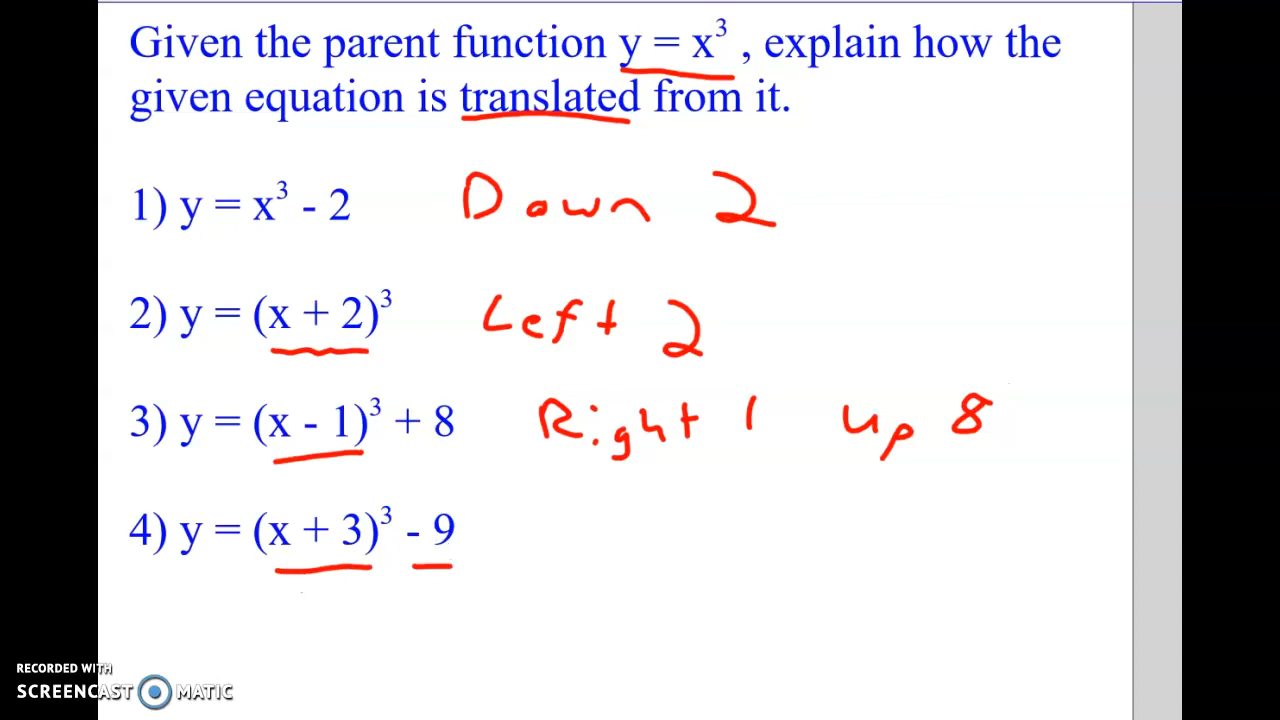 Given the parent function y = x³ , explain how the
given equation is translated from it.
1) y = x³ - 2 Down 2
2) y = (x + 2)³ Left 2
3) y = (x - 1)³ + 8 Right 1 up 8
4) y = (x + 3)³ - 9
RECORDED WITH
SCREENCAST MATIC